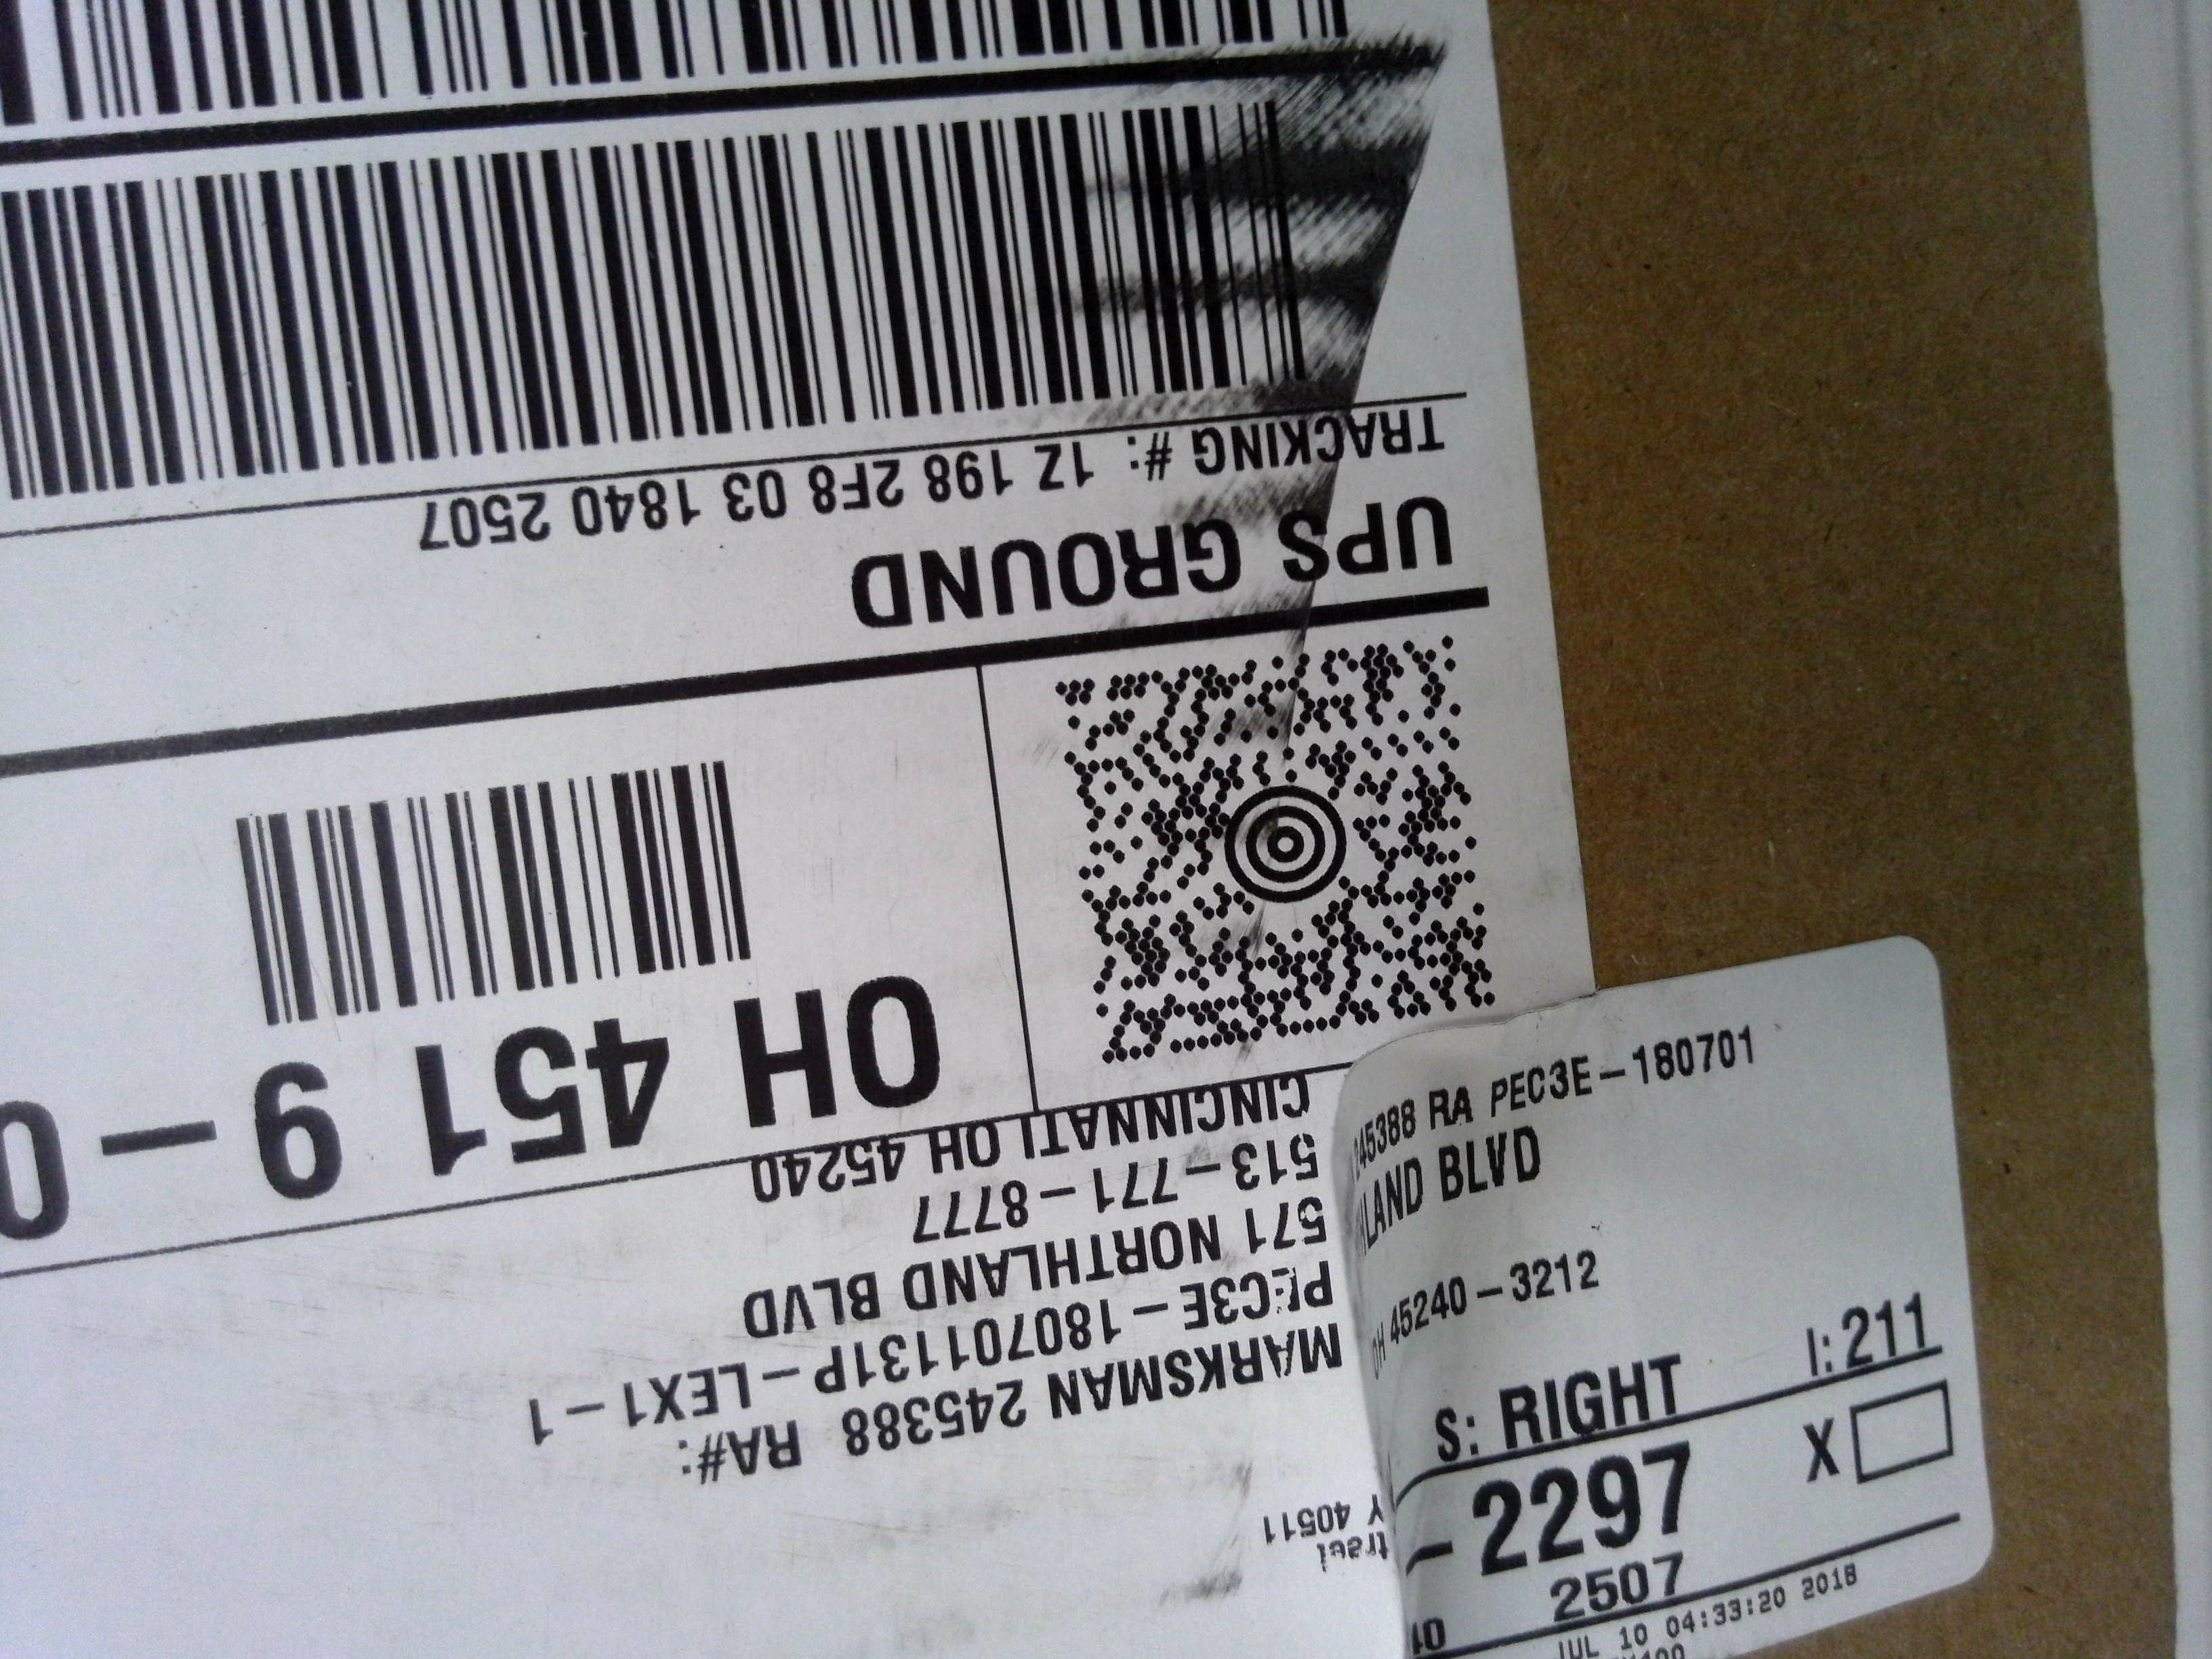 Y 40511
MARKSMAN 245388 RA#:
PEC3E-180701131P-LEX1-1
571 NORTHLAND BLVD
513-771-8777
CINCINNATI OH 45240
OH 451 9-0
UPS GROUND
TRACKING #: 1Z 198 2F8 03 1840 2507
245388 RA PEC3E-180701
LAND BLVD
OH 45240-3212
S: RIGHT I: 211
-2297 X
2507
JUL 10 04:33:20 2018